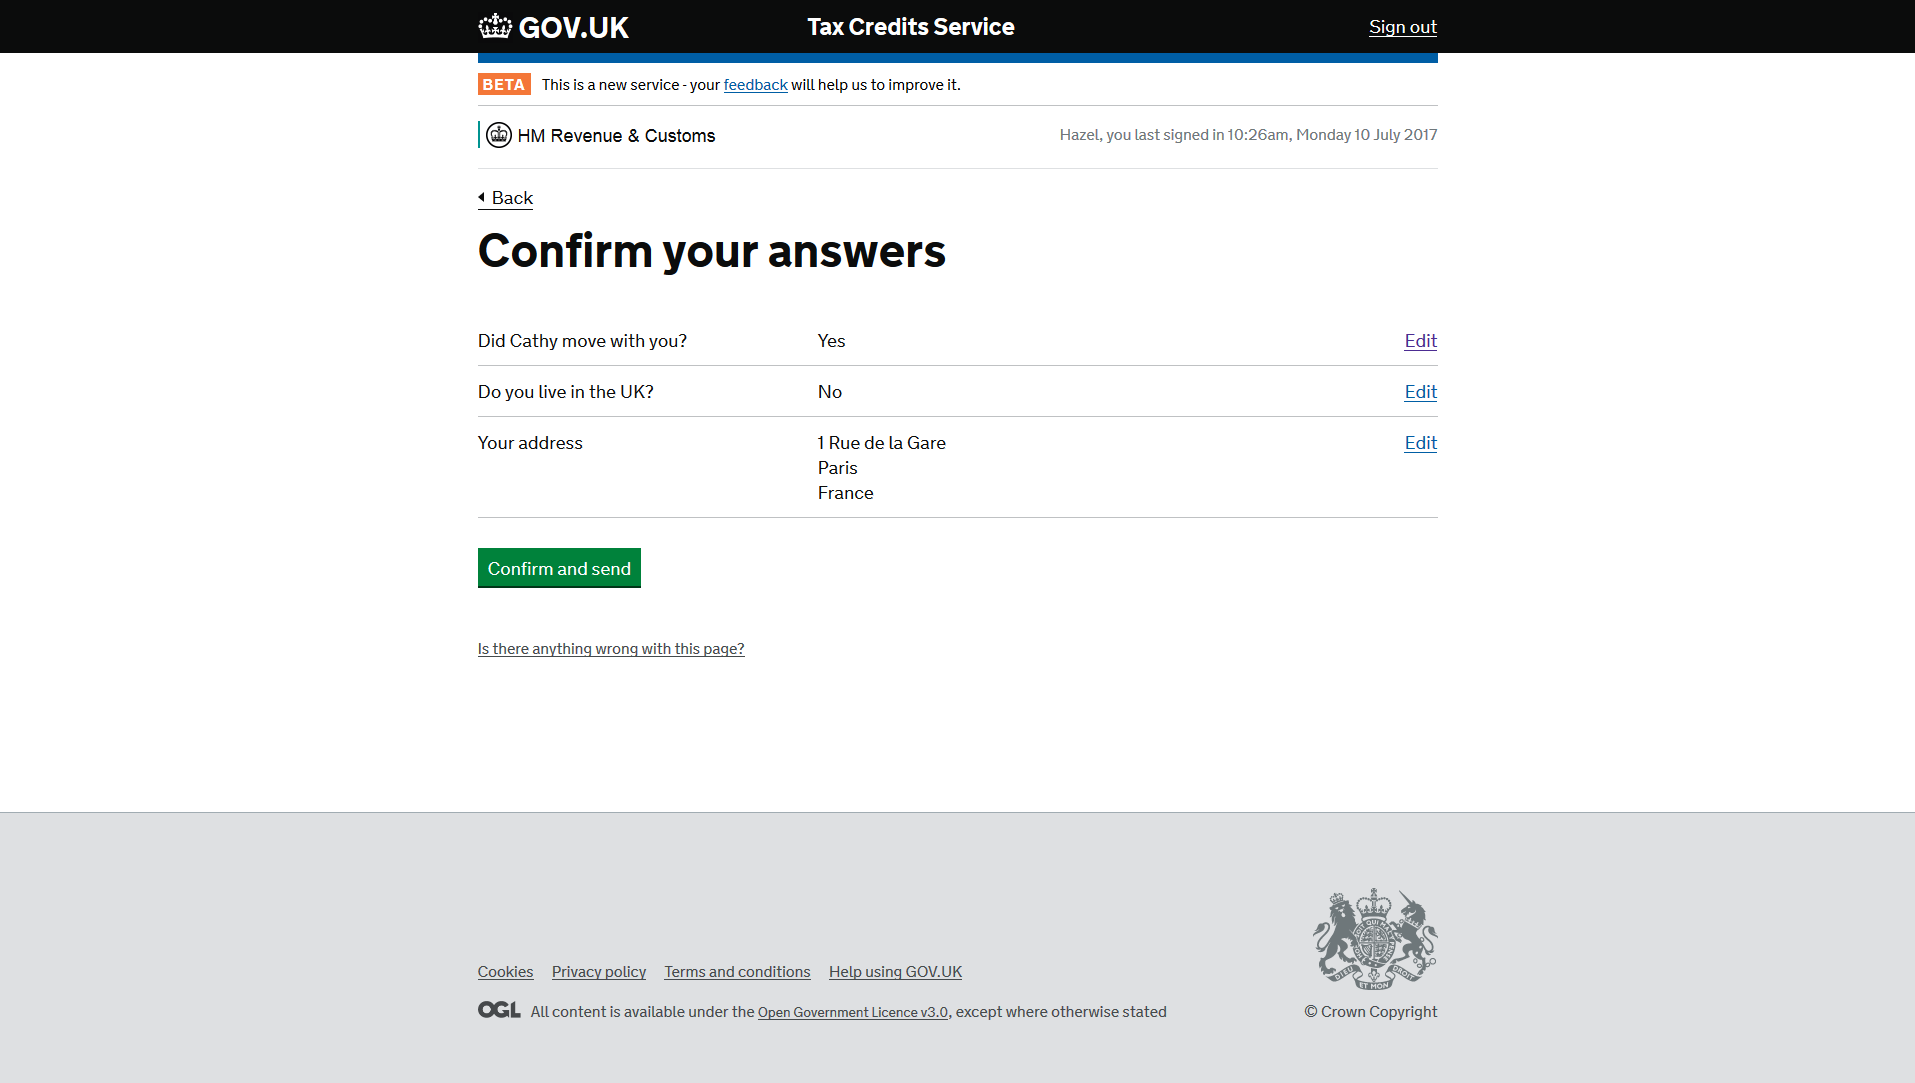 GOV.UK Tax Credits Service Sign out
BETA This is a new service - your feedback will help us to improve it.
HM Revenue & Customs Hazel, you last signed in 10:26am, Monday 10 July 2017
Back
Confirm your answers
Did Cathy move with you? Yes Edit
Do you live in the UK? No Edit
Your address 1 Rue de la Gare Edit
Paris
France
Confirm and send
Is there anything wrong with this page?
Cookies Privacy policy Terms and conditions Help using GOV.UK
OGL All content is available under the Open Government Licence v3.0, except where otherwise stated
© Crown Copyright